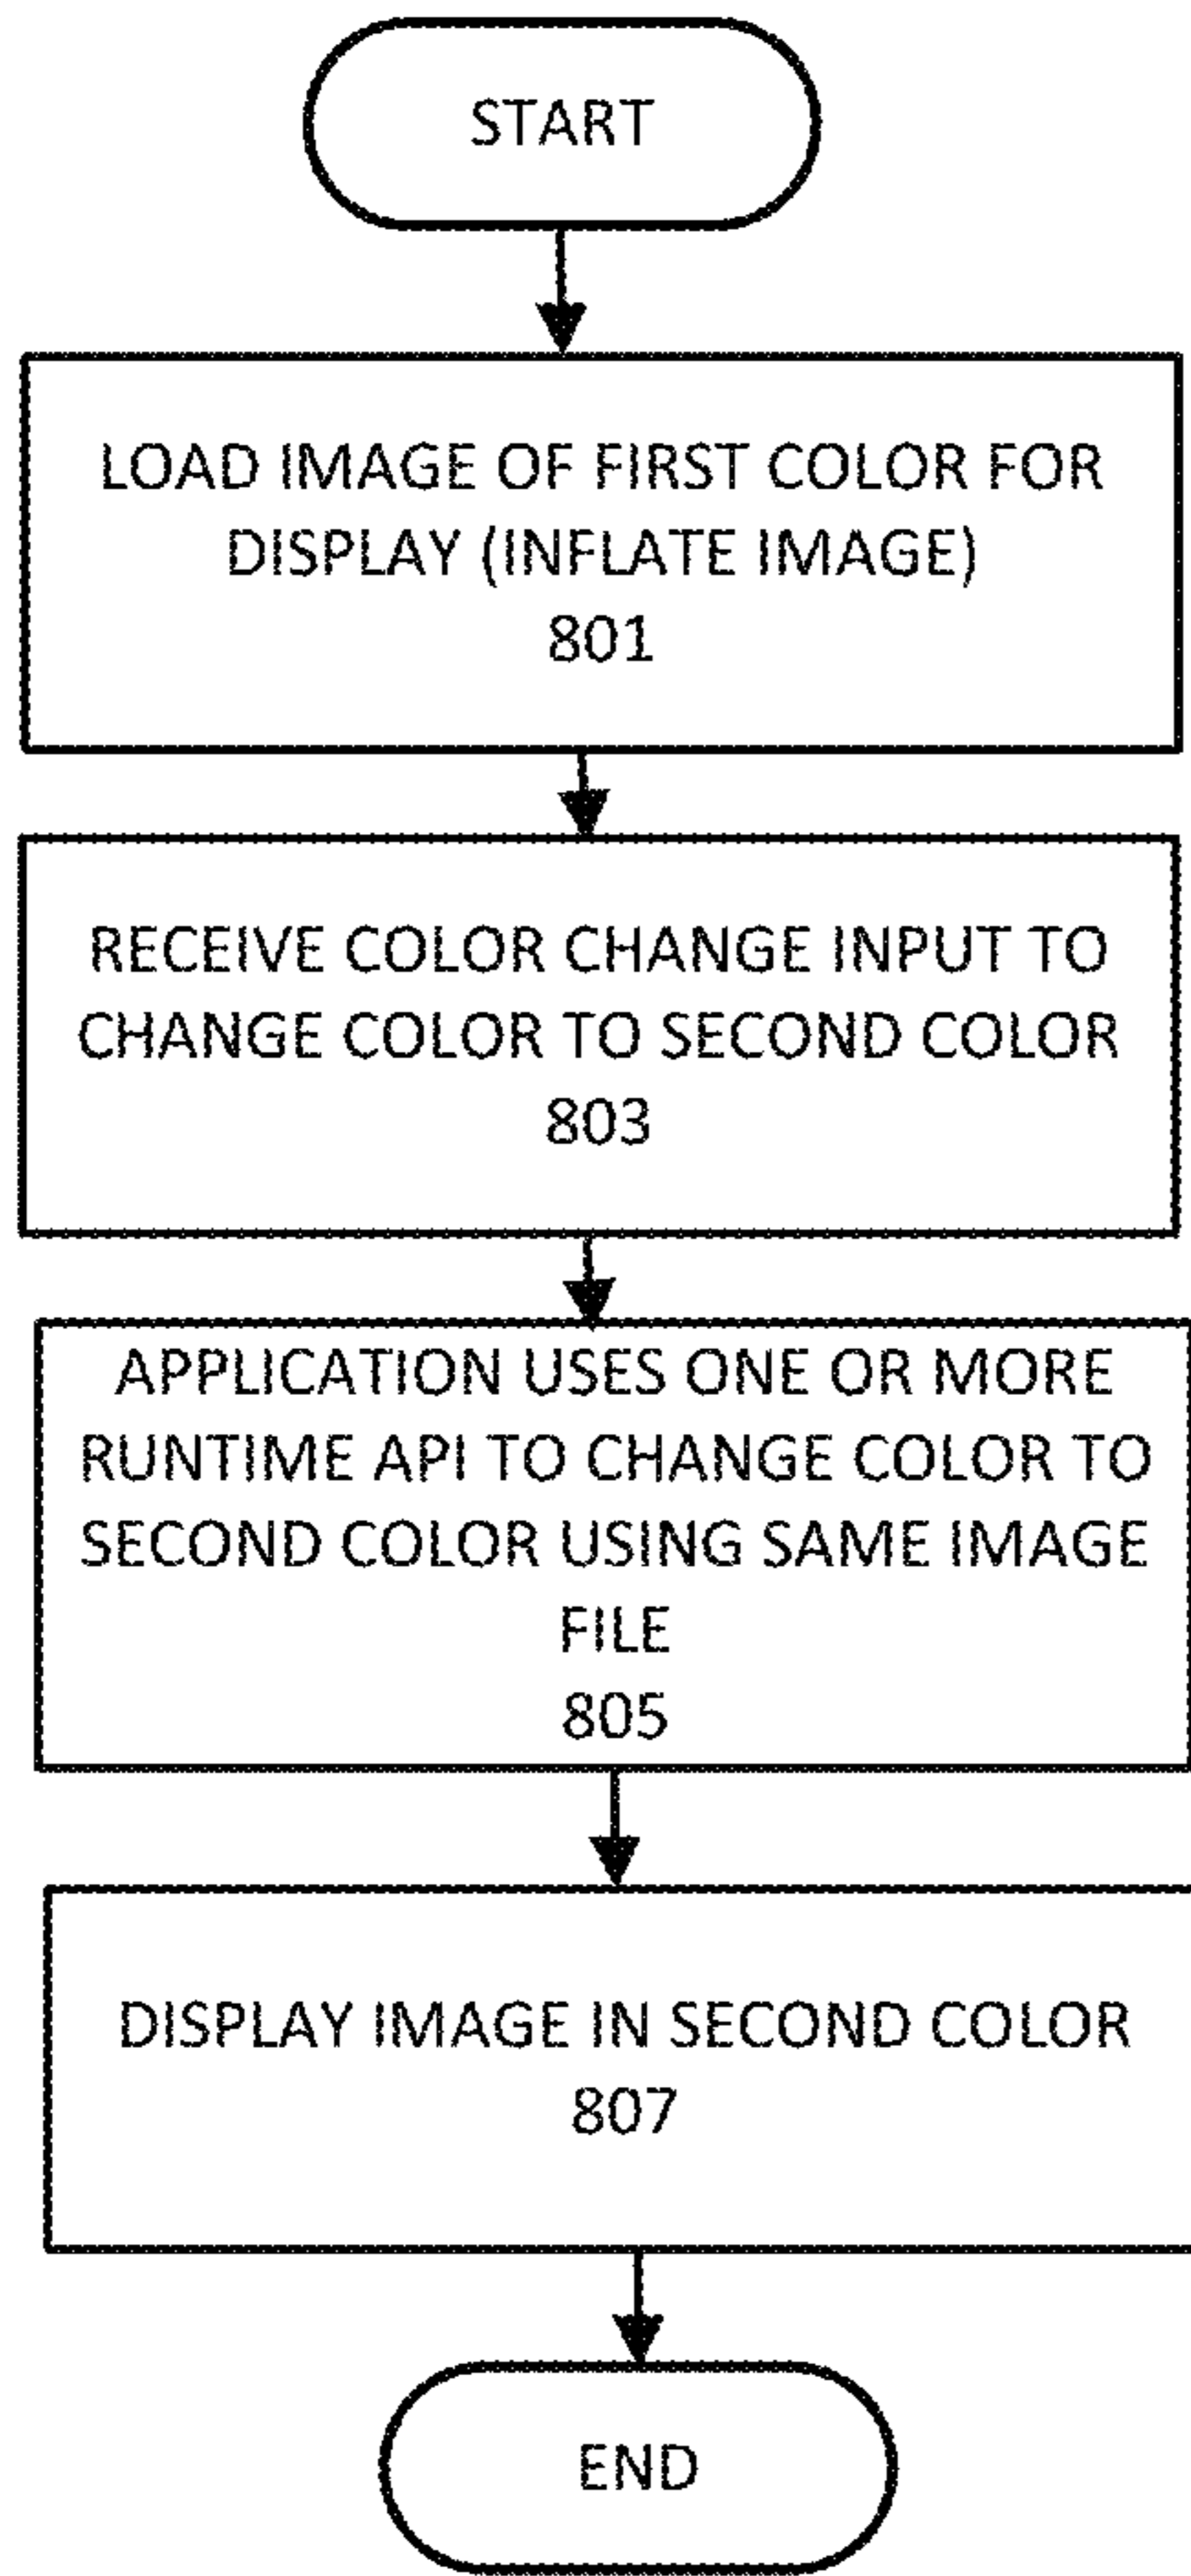 START
LOAD IMAGE OF FIRST COLOR FOR
DISPLAY (INFLATE IMAGE)
801
RECEIVE COLOR CHANGE INPUT TO
CHANGE COLOR TO SECOND COLOR
803
APPLICATION USES ONE OR MORE
RUNTIME API TO CHANGE COLOR TO
SECOND COLOR USING SAME IMAGE
FILE
805
DISPLAY IMAGE IN SECOND COLOR
807
END